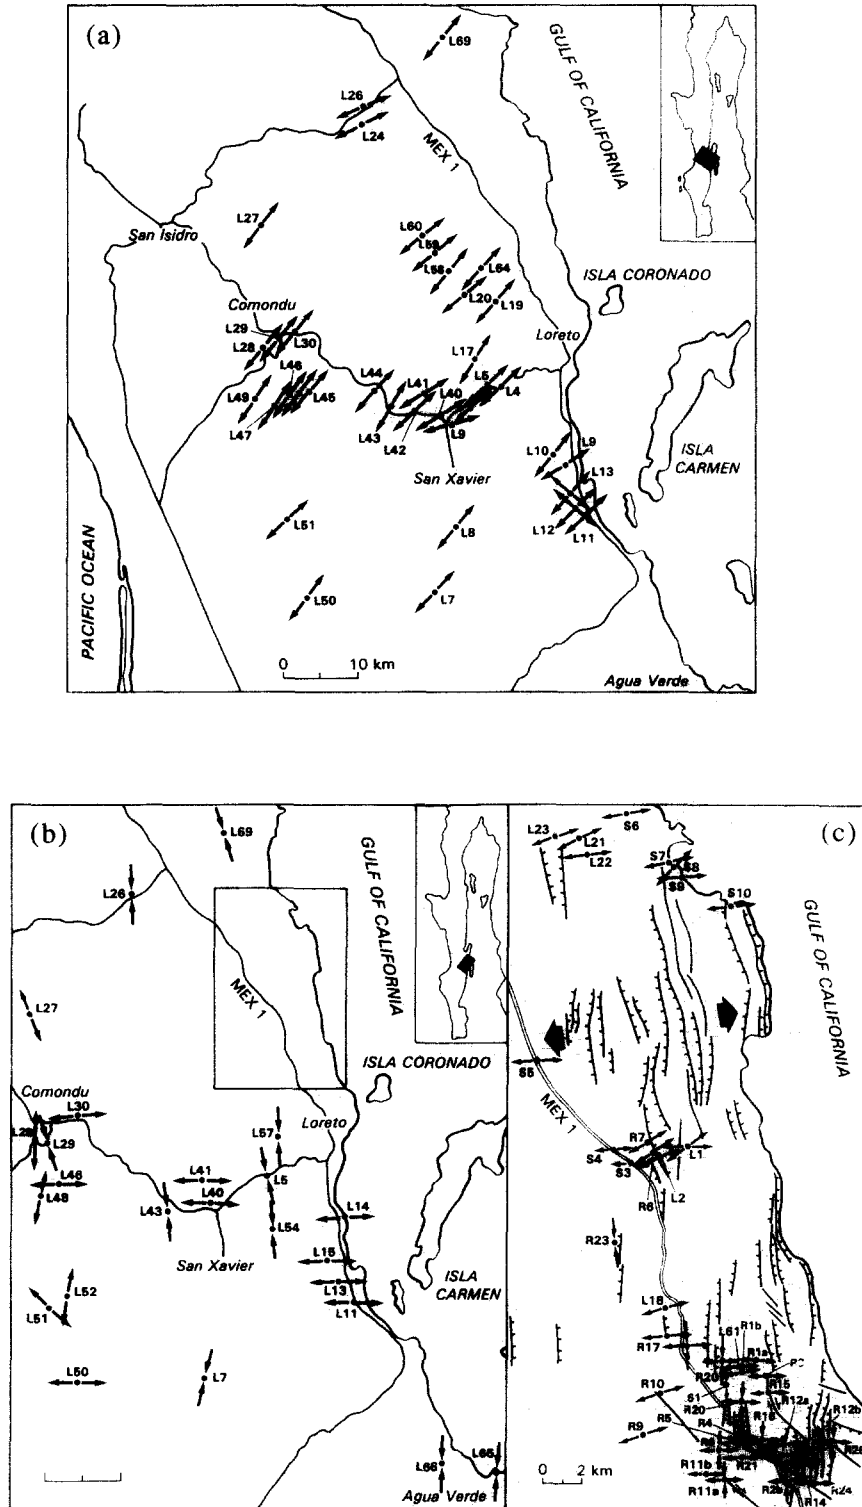 (a)
L69
GULF OF CALIFORNIA
L26
L24
MEX 1
L27
San Isidro
L60
L59
L58
L64
L20
L19
ISLA CORONADO
Comondu
L29
L28
L30
Loreto
L17
L46
L44
L41
L5
L40
L4
L49
L45
L47
L43
L42
L9
San Xavier
L10
L9
L13
ISLA
CARMEN
L51
L8
L12
L11
L50
L7
PACIFIC OCEAN
0
10 km
Agua Verde
(b)
L69
GULF OF CALIFORNIA
L26
MEX 1
L27
ISLA CORONADO
Comondu
L30
L29
L57
Loreto
L46
L48
L41
L40
L5
L43
L54
L14
San Xavier
L15
L13
L11
ISLA
CARMEN
L52
L51
L50
L7
L66
L65
Agua Verde
(c)
S6
L23
L21
L22
S7
S8
S9
S10
GULF OF CALIFORNIA
S5
MEX 1
R7
S4
S3
L1
L2
R6
R23
L18
R17
L61
R1b
R1a
R20
S1
R15
R10
R20
R12a
R5
R4
R16
R12b
R9
R21
R11b
R11a
R14
R24
0
2 km